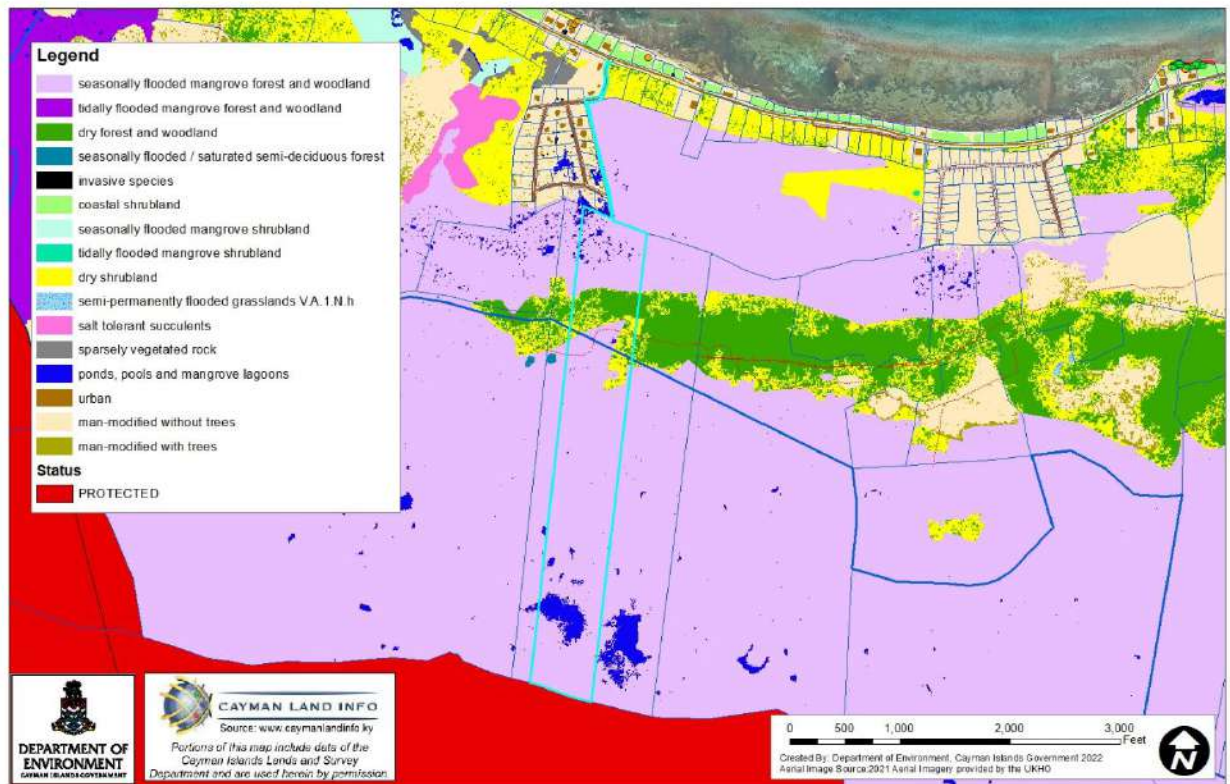 Legend
seasonally flooded mangrove forest and woodland
tidally flooded mangrove forest and woodland
dry forest and woodland
seasonally flooded / saturated semi-deciduous forest
invasive species
coastal shrubland
seasonally flooded mangrove shrubland
tidally flooded mangrove shrubland
dry shrubland
semi-permanently flooded grasslands V.A.1.N.h
salt tolerant succulents
sparsely vegetated rock
ponds, pools and mangrove lagoons
urban
man-modified without trees
man-modified with trees
Status
PROTECTED
DEPARTMENT OF
ENVIRONMENT
CAYMAN ISLANDS GOVERNMENT
CAYMAN LAND INFO
Source: www.caymanlandinfo.ky
Portions of this map include data of the
Cayman Islands Lands and Survey
Department and are used herein by permission
0 500 1,000 2,000 3,000
Feet
Created By: Department of Environment, Cayman Islands Government 2022
Aerial Image Source:2021 Aerial Imagery provided by the UKHO
N